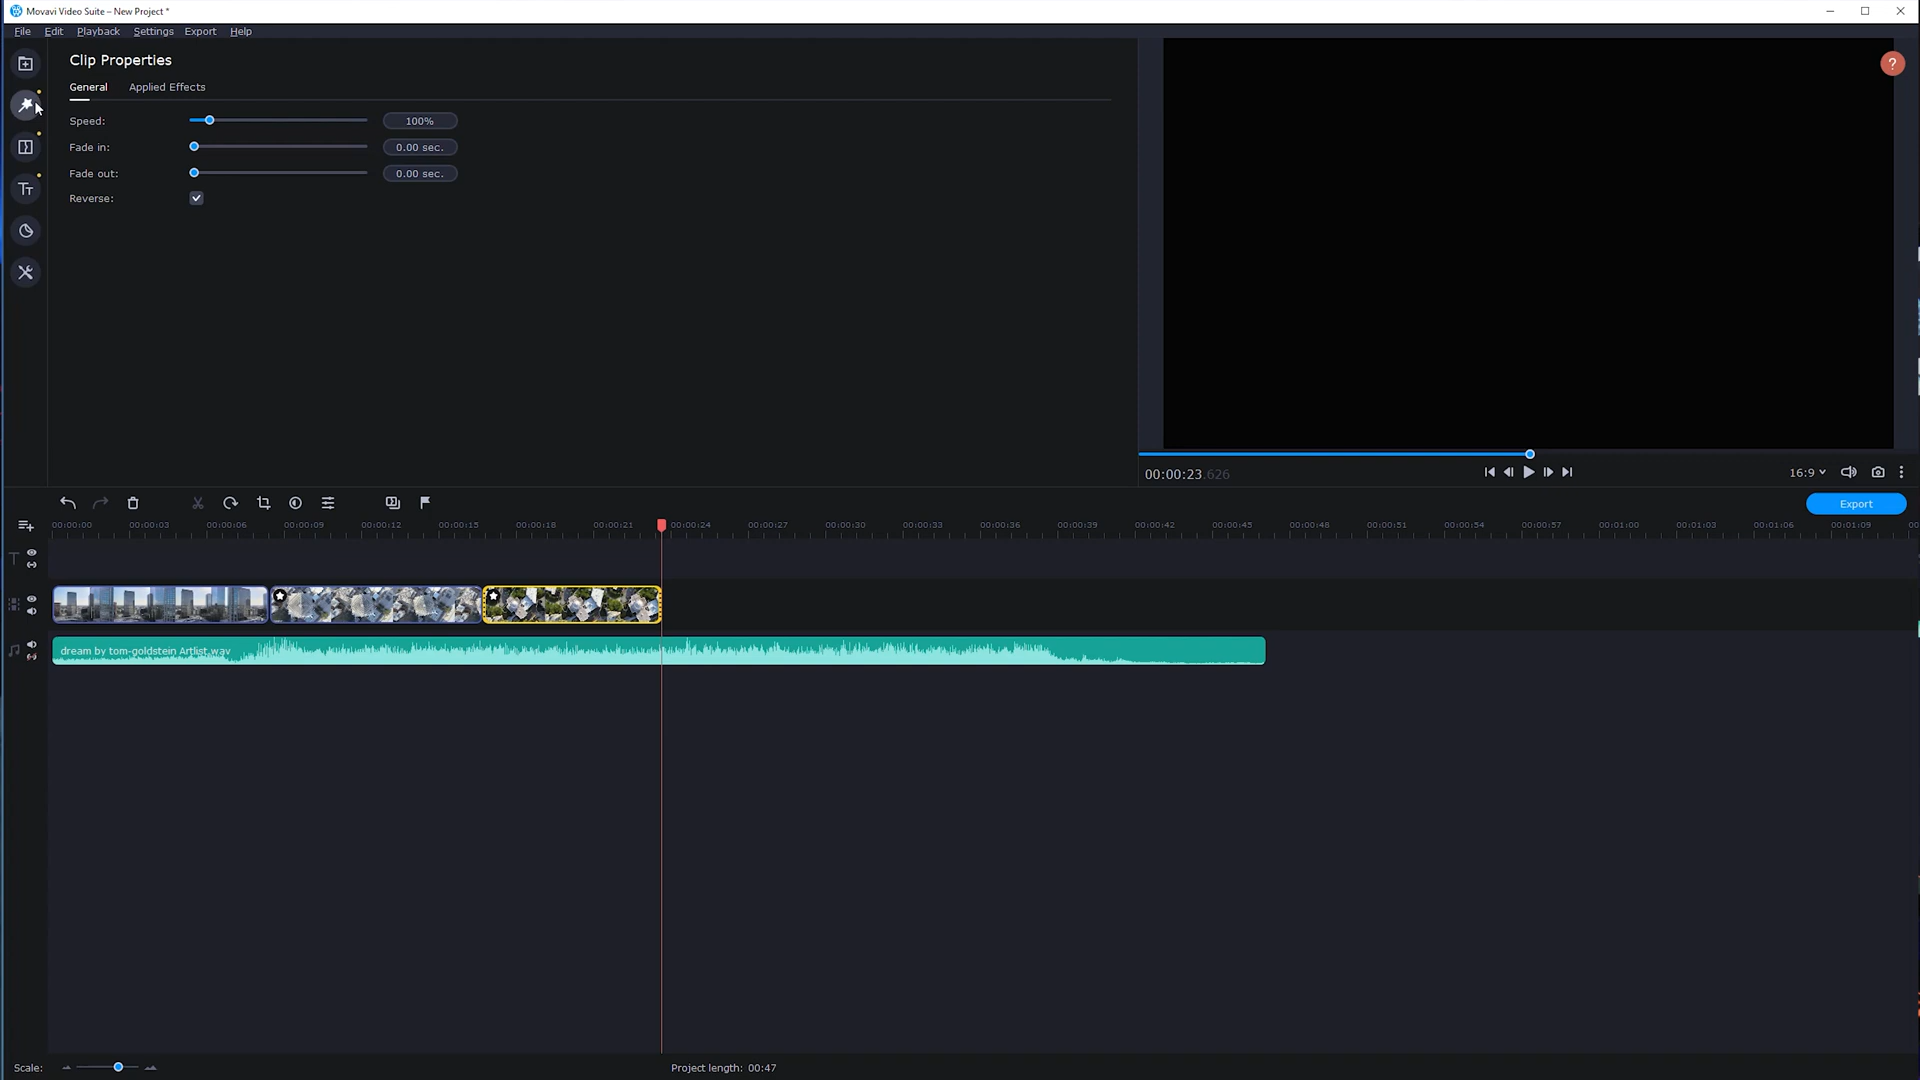 Movavi Video Suite – New Project *
File Edit Playback Settings Export Help
Clip Properties
General Applied Effects
Speed: 100%
Fade in: 0.00 sec.
Fade out: 0.00 sec.
Reverse:
?
00:00:23.626
16:9
Export
00:00:00 00:00:03 00:00:06 00:00:09 00:00:12 00:00:15 00:00:18 00:00:21 00:00:24 00:00:27 00:00:30 00:00:33 00:00:36 00:00:39 00:00:42 00:00:45 00:00:48 00:00:51 00:00:54 00:00:57 00:01:00 00:01:03 00:01:06 00:01:09
dream by tom-goldstein Artlist.wav
Scale:
Project length: 00:47